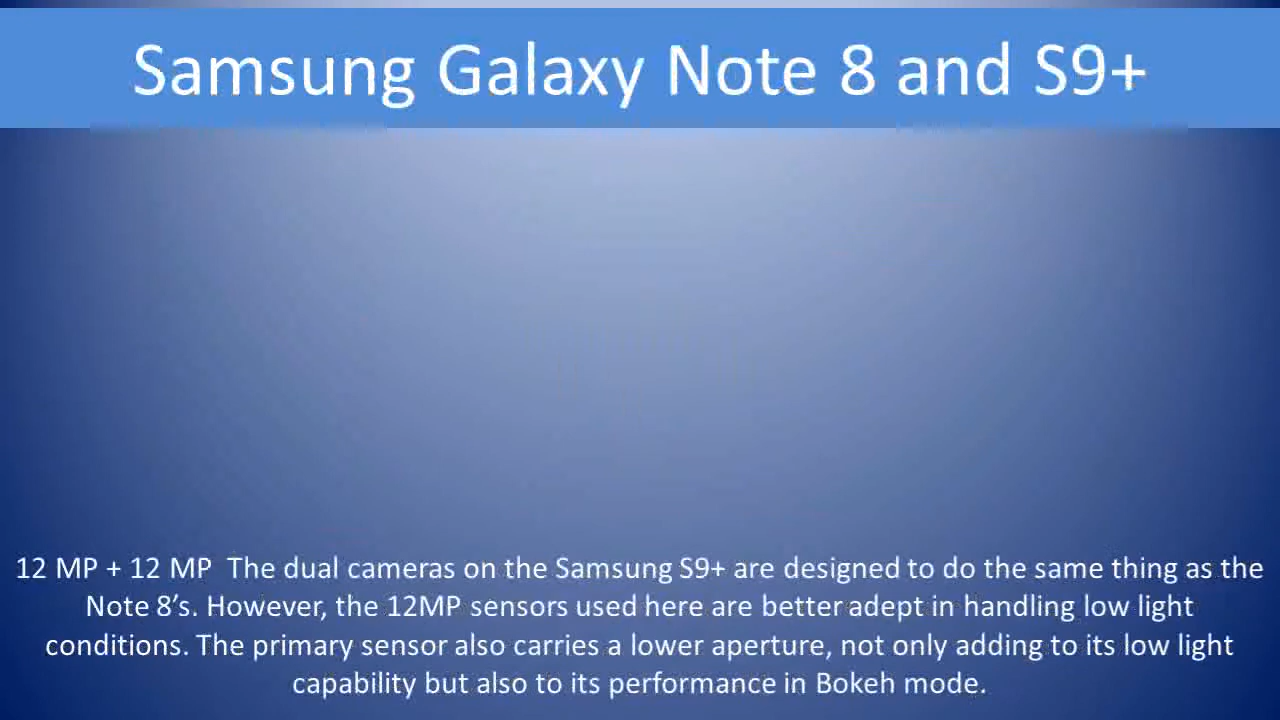 Samsung Galaxy Note 8 and S9+
12 MP + 12 MP  The dual cameras on the Samsung S9+ are designed to do the same thing as the
Note 8’s. However, the 12MP sensors used here are better adept in handling low light
conditions. The primary sensor also carries a lower aperture, not only adding to its low light
capability but also to its performance in Bokeh mode.